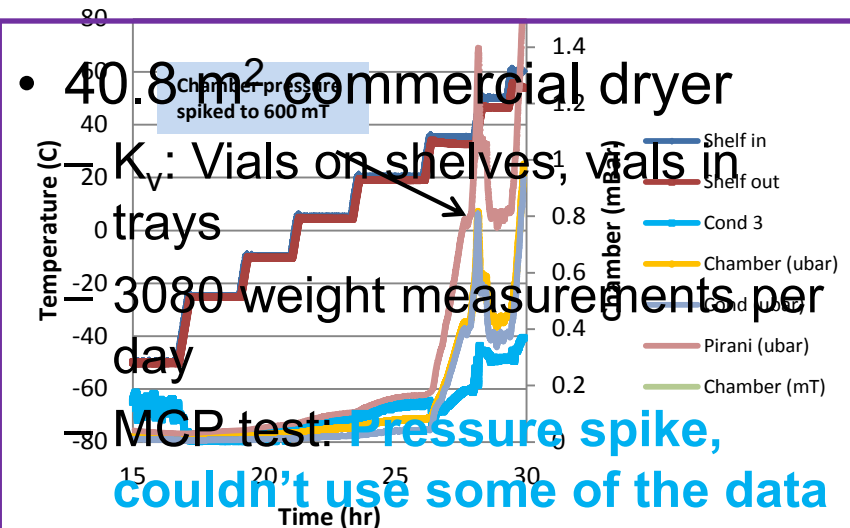 • 40.8 m2 commercial dryer
– Kv: Vials on shelves, vials in
trays
– 3080 weight measurements per
day
– MCP test: Pressure spike,
couldn't use some of the data
Chamber pressure
spiked to 600 mT
Temperature (C)
80
60
40
20
0
-20
-40
-60
-80
15
20
25
30
Time (hr)
1.4
1.2
1
0.8
0.6
0.4
0.2
0
Chamber (mBar)
Shelf in
Shelf out
Cond 3
Chamber (ubar)
Cond (ubar)
Pirani (ubar)
Chamber (mT)